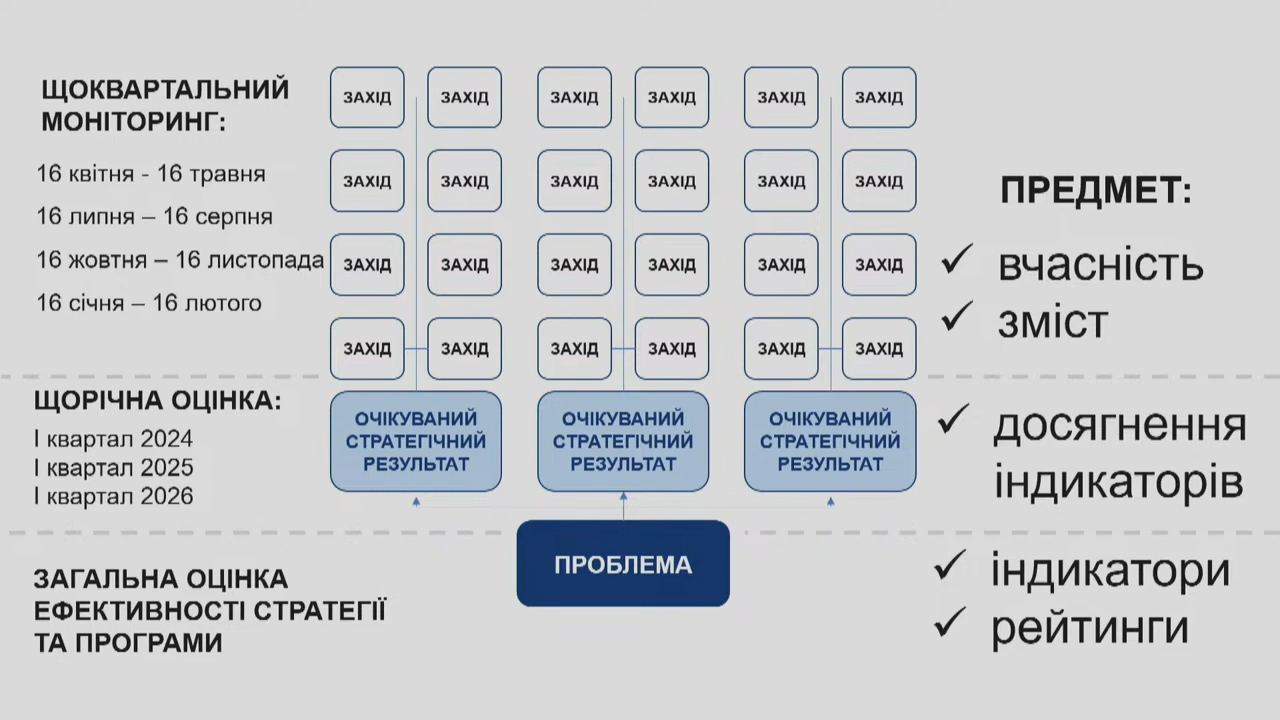 ЩОКВАРТАЛЬНИЙ
МОНІТОРИНГ:
16 квітня - 16 травня
16 липня – 16 серпня
16 жовтня – 16 листопада
16 січня – 16 лютого
ЗАХІД ЗАХІД ЗАХІД ЗАХІД ЗАХІД ЗАХІД
ЗАХІД ЗАХІД ЗАХІД ЗАХІД ЗАХІД ЗАХІД
ЗАХІД ЗАХІД ЗАХІД ЗАХІД ЗАХІД ЗАХІД
ЗАХІД ЗАХІД ЗАХІД ЗАХІД ЗАХІД ЗАХІД
ПРЕДМЕТ:
✓ вчасність
✓ зміст
ЩОРІЧНА ОЦІНКА:
І квартал 2024
І квартал 2025
І квартал 2026
ОЧІКУВАНИЙ
СТРАТЕГІЧНИЙ
РЕЗУЛЬТАТ
ОЧІКУВАНИЙ
СТРАТЕГІЧНИЙ
РЕЗУЛЬТАТ
ОЧІКУВАНИЙ
СТРАТЕГІЧНИЙ
РЕЗУЛЬТАТ
✓ досягнення
індикаторів
ЗАГАЛЬНА ОЦІНКА
ЕФЕКТИВНОСТІ СТРАТЕГІЇ
ТА ПРОГРАМИ
ПРОБЛЕМА
✓ індикатори
✓ рейтинги